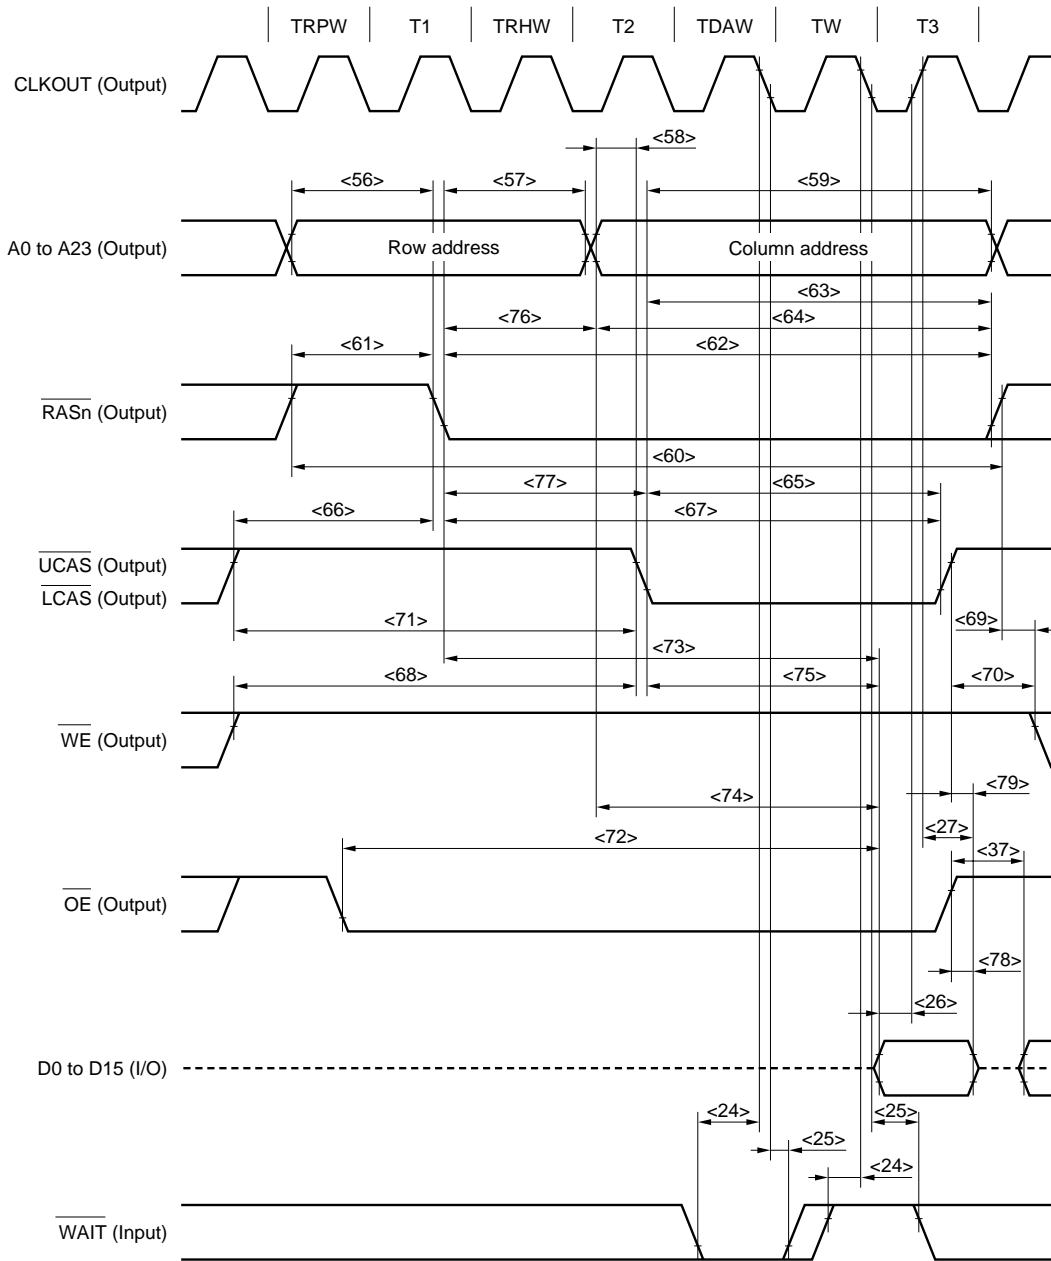 TRPW T1 TRHW T2 TDAW TW T3
CLKOUT (Output)
<58>
<56> <57> <59>
A0 to A23 (Output) Row address Column address
<63>
<76> <64>
<61> <62>
RASn (Output)
<60>
<77> <65>
<66> <67>
UCAS (Output)
LCAS (Output)
<71> <69>
<73>
<68> <75> <70>
WE (Output)
<79>
<74>
<27>
<72>
<37>
OE (Output)
<78>
<26>
D0 to D15 (I/O)
<24> <25>
<25>
<24>
WAIT (Input)